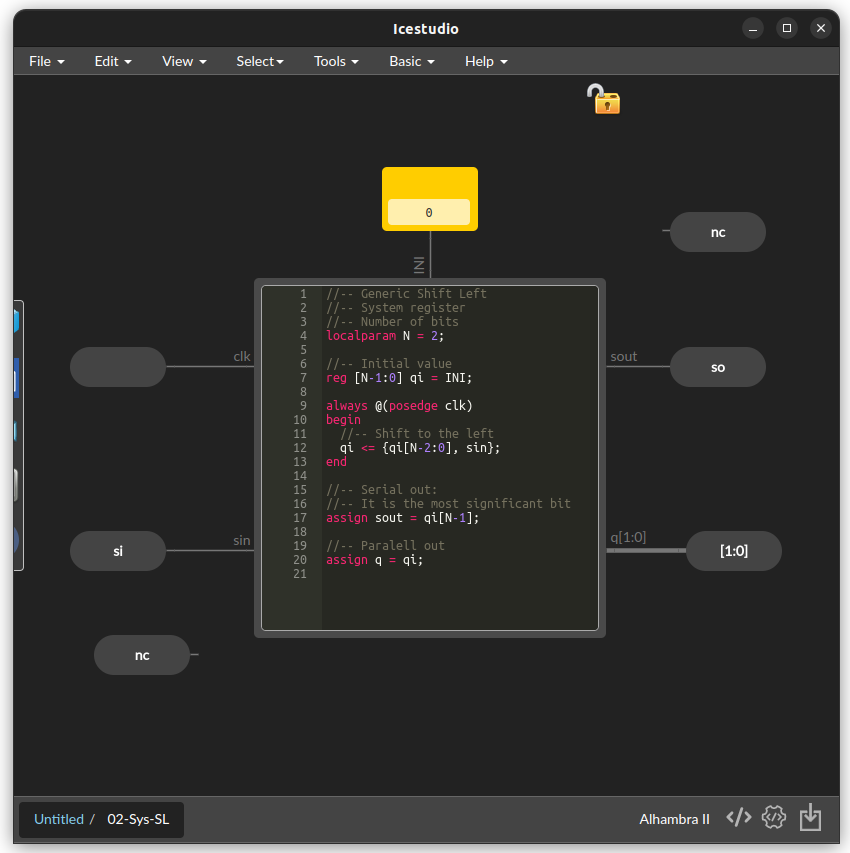 Icestudio
File Edit View Select Tools Basic Help
0
INI
nc
clk
sout
so
sin
si
q[1:0]
[1:0]
nc
1 //-- Generic Shift Left
2 //-- System register
3 //-- Number of bits
4 localparam N = 2;
5
6 //-- Initial value
7 reg [N-1:0] qi = INI;
8
9 always @(posedge clk)
10 begin
11   //-- Shift to the left
12   qi <= {qi[N-2:0], sin};
13 end
14
15 //-- Serial out:
16 //-- It is the most significant bit
17 assign sout = qi[N-1];
18
19 //-- Paralell out
20 assign q = qi;
21
Untitled / 02-Sys-SL
Alhambra II